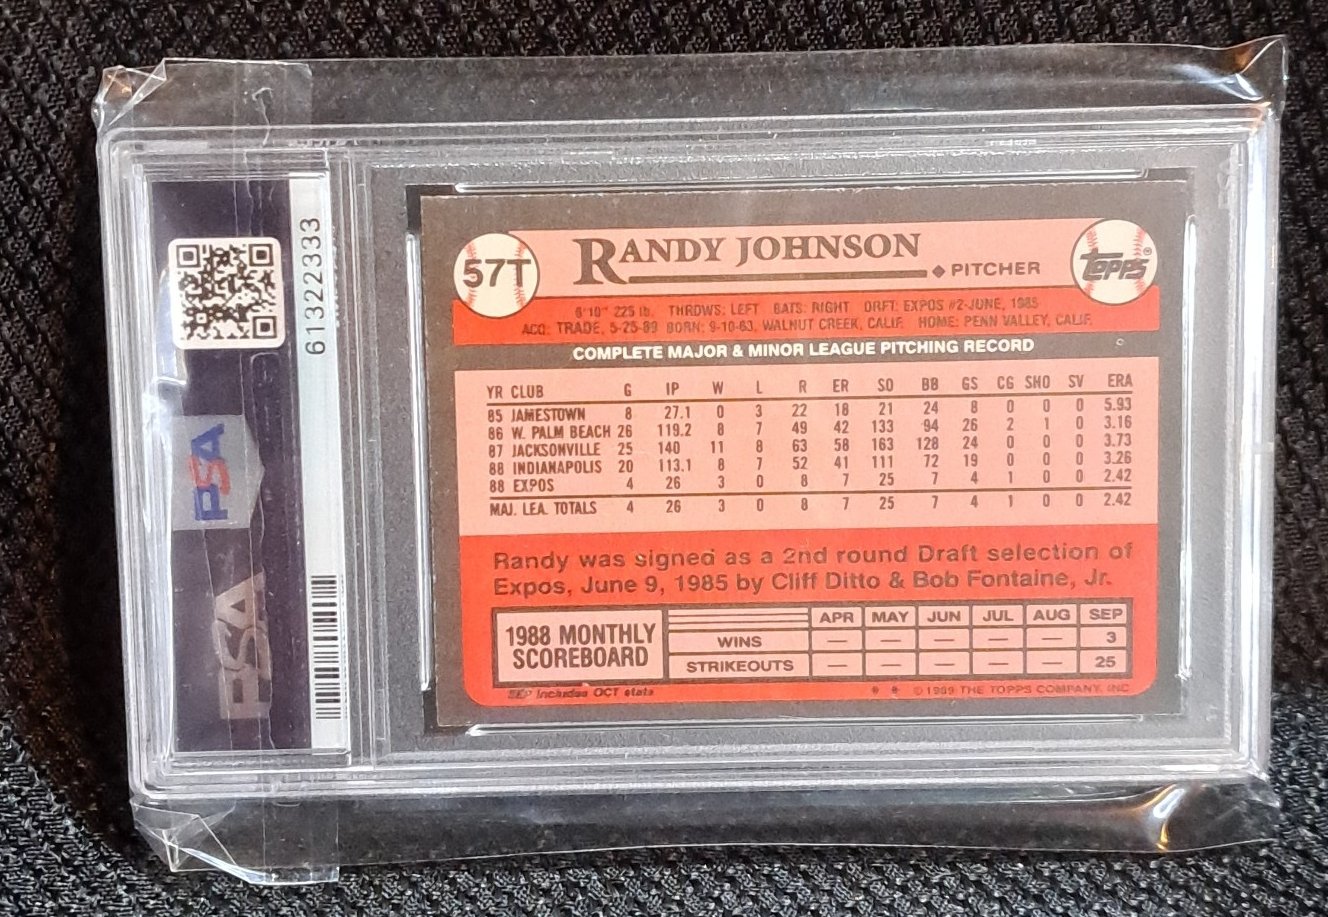 61322333
PSA
PSA
57T
RANDY JOHNSON
◆ PITCHER
TOPPS®
6'10" 225 lb. THROWS: LEFT BATS: RIGHT DRFT: EXPOS #2-JUNE, 1985
ACQ: TRADE, 5-25-89 BORN: 9-10-63, WALNUT CREEK, CALIF. HOME: PENN VALLEY, CALIF.
COMPLETE MAJOR & MINOR LEAGUE PITCHING RECORD
YR CLUB G IP W L R ER SO BB GS CG SHO SV ERA
85 JAMESTOWN 8 27.1 0 3 22 18 21 24 8 0 0 0 5.93
86 W. PALM BEACH 26 119.2 8 7 49 42 133 94 26 2 1 0 3.16
87 JACKSONVILLE 25 140 11 8 63 58 163 128 24 0 0 0 3.73
88 INDIANAPOLIS 20 113.1 8 7 52 41 111 72 19 0 0 0 3.26
88 EXPOS 4 26 3 0 8 7 25 7 4 1 0 0 2.42
MAJ. LEA. TOTALS 4 26 3 0 8 7 25 7 4 1 0 0 2.42
Randy was signed as a 2nd round Draft selection of
Expos, June 9, 1985 by Cliff Ditto & Bob Fontaine, Jr.
1988 MONTHLY
SCOREBOARD
APR MAY JUN JUL AUG SEP
WINS — — — — — 3
STRIKEOUTS — — — — — 25
SEP Includes OCT stats
* * © 1989 THE TOPPS COMPANY, INC